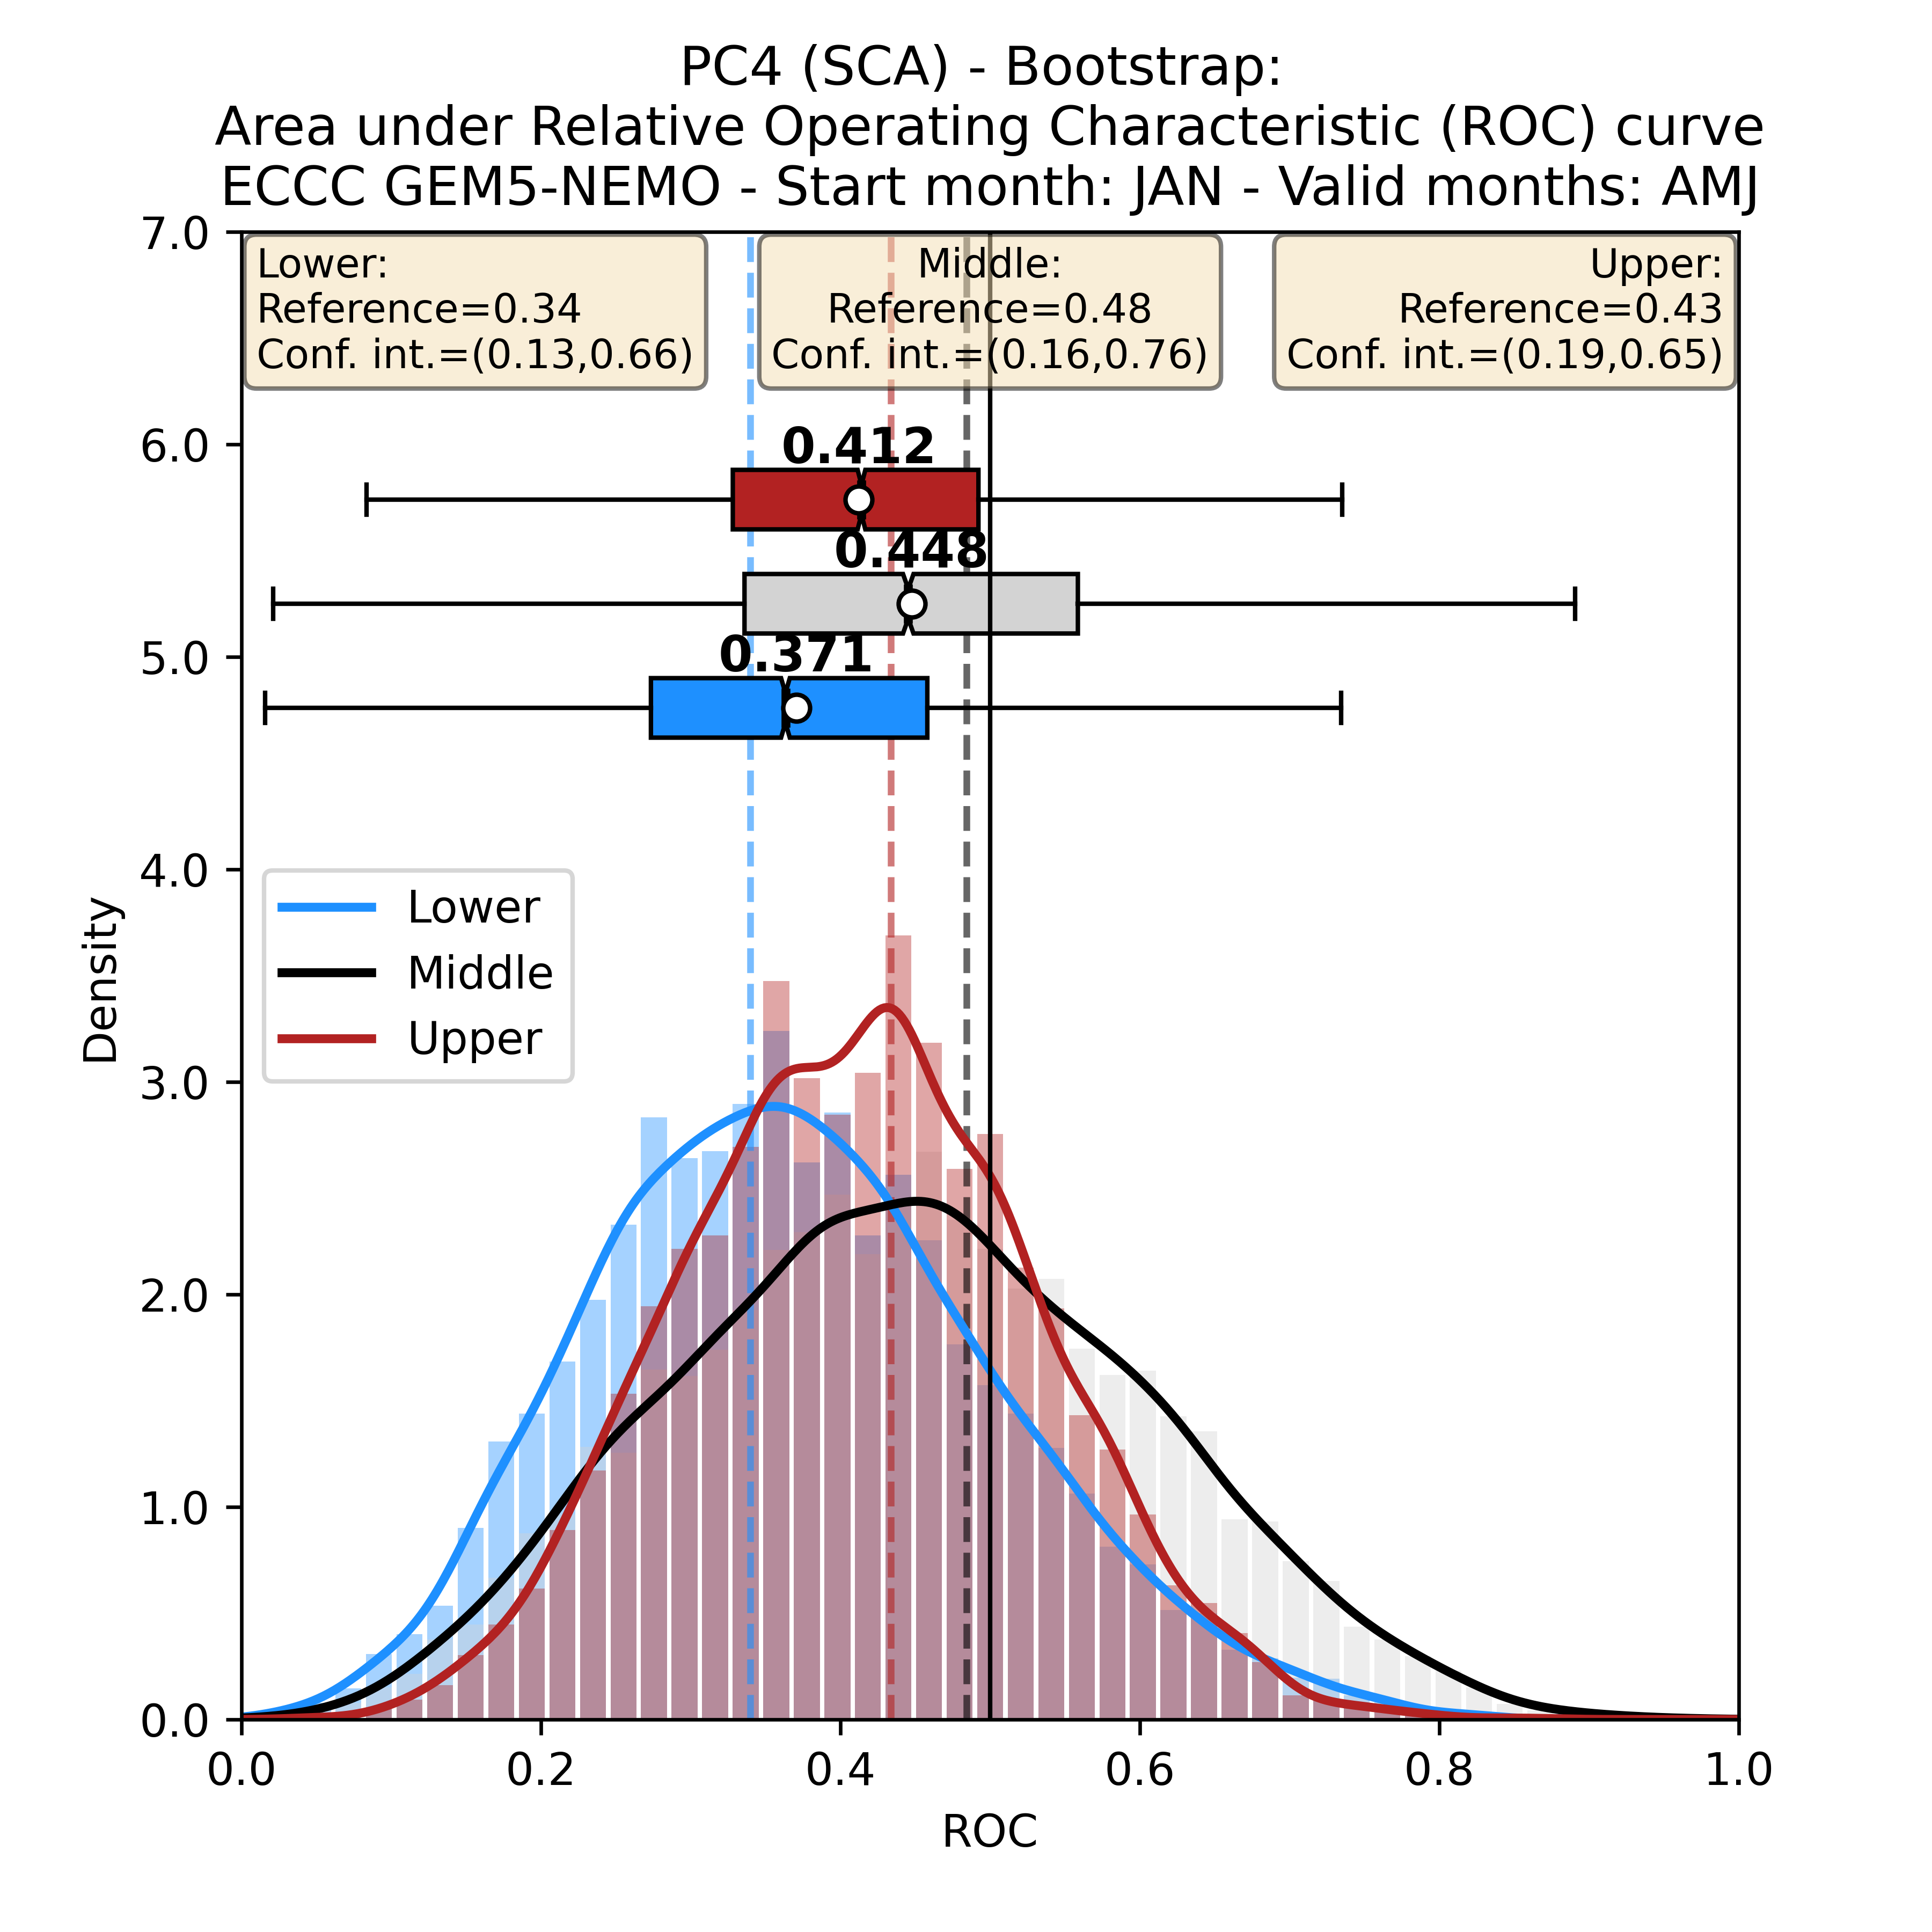 PC4 (SCA) - Bootstrap:
Area under Relative Operating Characteristic (ROC) curve
ECCC GEM5-NEMO - Start month: JAN - Valid months: AMJ
Lower:
Reference=0.34
Conf. int.=(0.13,0.66)
Middle:
Reference=0.48
Conf. int.=(0.16,0.76)
Upper:
Reference=0.43
Conf. int.=(0.19,0.65)
0.412
0.448
0.371
Lower
Middle
Upper
Density
7.0
6.0
5.0
4.0
3.0
2.0
1.0
0.0
0.0 0.2 0.4 0.6 0.8 1.0
ROC